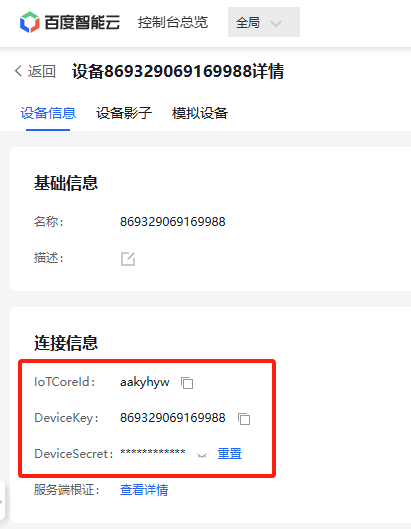 百度智能云 控制台总览 全局
返回 设备869329069169988详情
设备信息 设备影子 模拟设备
基础信息
名称: 869329069169988
描述:
连接信息
IoTCoreId: aakyhyw
DeviceKey: 869329069169988
DeviceSecret: ************ 重置
服务端根证: 查看详情